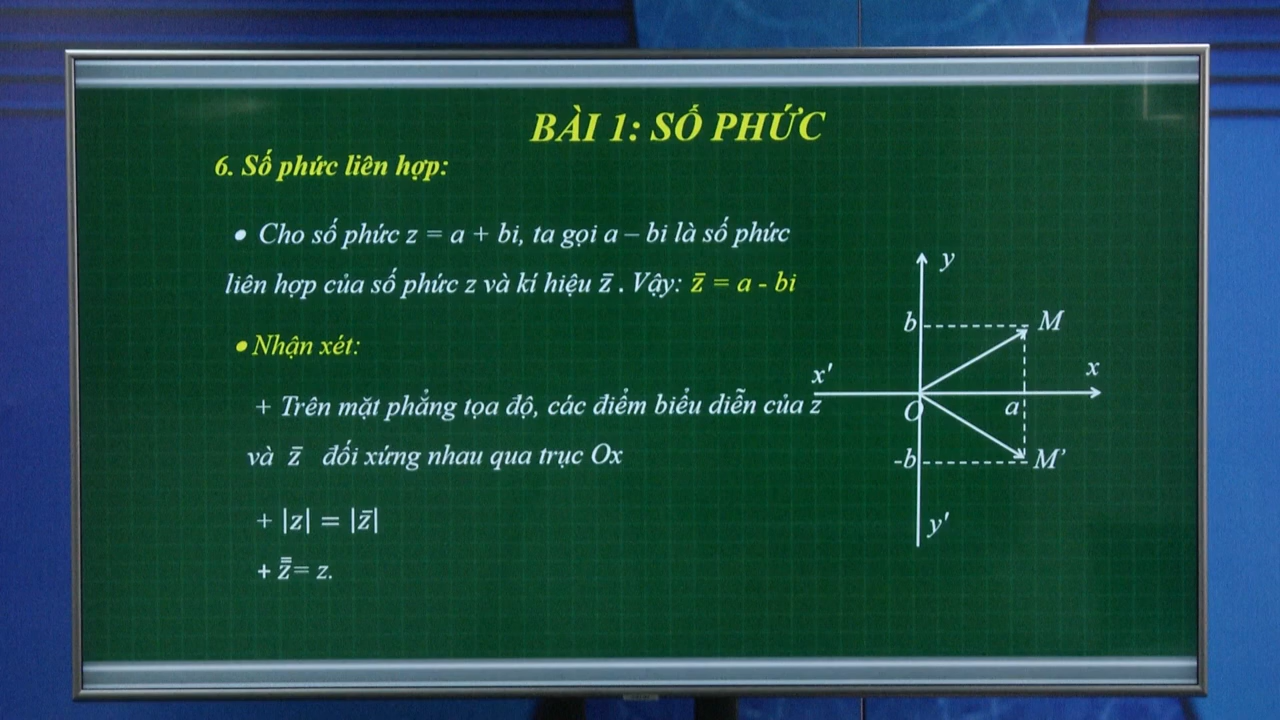 BÀI 1: SỐ PHỨC
6. Số phức liên hợp:
• Cho số phức z = a + bi, ta gọi a – bi là số phức
liên hợp của số phức z và kí hiệu z̄ . Vậy: z̄ = a - bi
• Nhận xét:
+ Trên mặt phẳng tọa độ, các điểm biểu diễn của z
và z̄ đối xứng nhau qua trục Ox
+ |z| = |z̄|
+ z̿ = z.
y
b
M
x'
x
O
a
-b
M’
y'